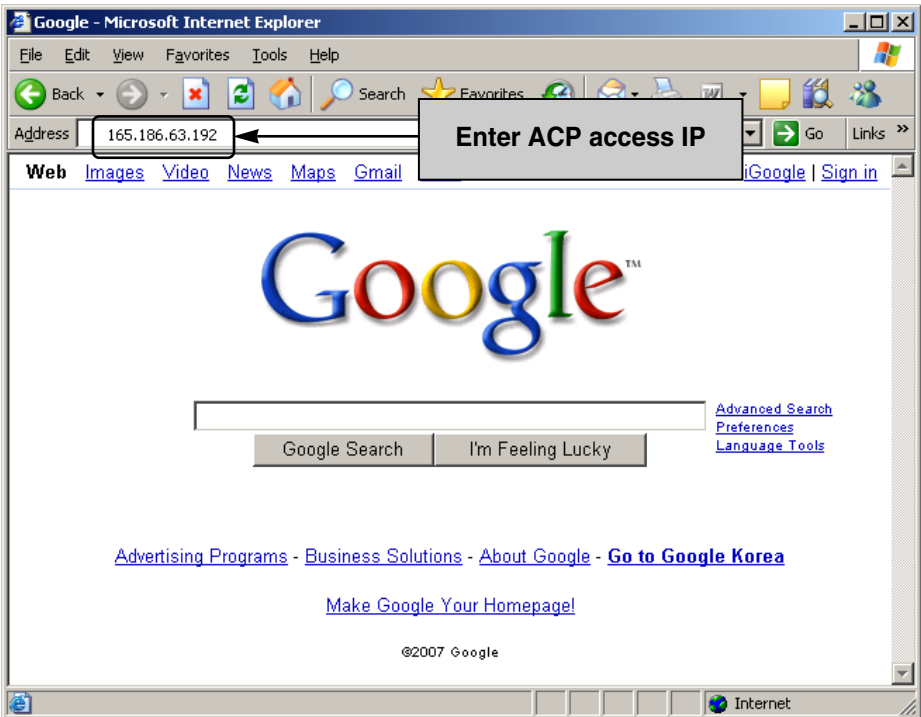 Google - Microsoft Internet Explorer
File Edit View Favorites Tools Help
Back Search Favorites
Address 165.186.63.192 Go Links »
Enter ACP access IP
Web Images Video News Maps Gmail iGoogle | Sign in
Google™
Advanced Search
Preferences
Language Tools
Google Search I'm Feeling Lucky
Advertising Programs - Business Solutions - About Google - Go to Google Korea
Make Google Your Homepage!
©2007 Google
Internet